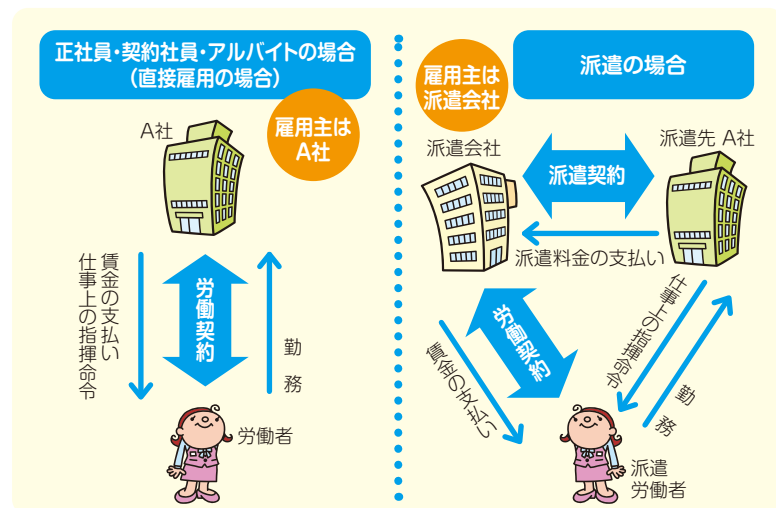 正社員・契約社員・アルバイトの場合
（直接雇用の場合）
雇用主は
A社
A社
賃金の支払い
仕事上の指揮命令
労働契約
勤務
労働者
派遣の場合
雇用主は
派遣会社
派遣会社
派遣契約
派遣先 A社
派遣料金の支払い
労働契約
賃金の支払い
仕事上の指揮命令
勤務
派遣
労働者